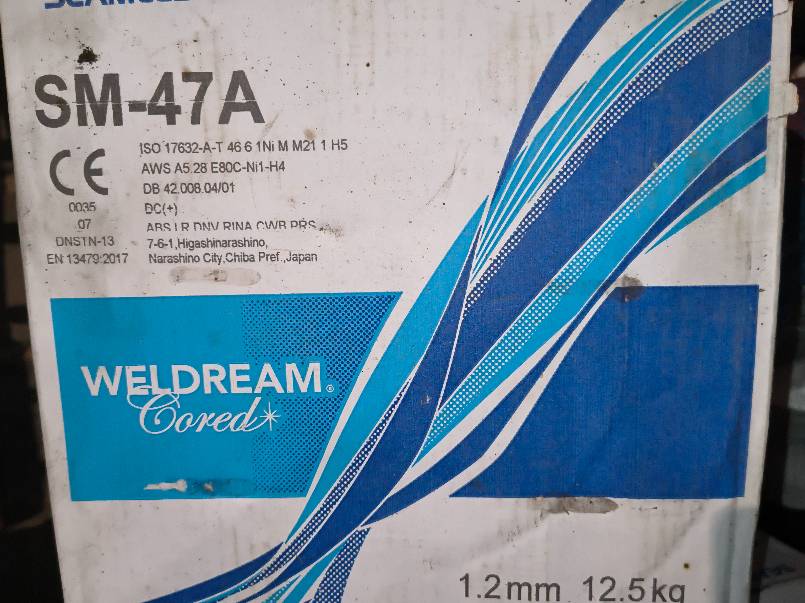 SM-47A
ISO 17632-A-T 46 6 1Ni M M21 1 H5
AWS A5.28 E80C-Ni1-H4
DB 42.008.04/01
DC(+)
ABS LR DNV RINA CWB PRS
7-6-1,Higashinarashino,
Narashino City,Chiba Pref.,Japan
CE
0035
07
DNSTN-13
EN 13479:2017
WELDREAM®
Cored
1.2mm 12.5kg